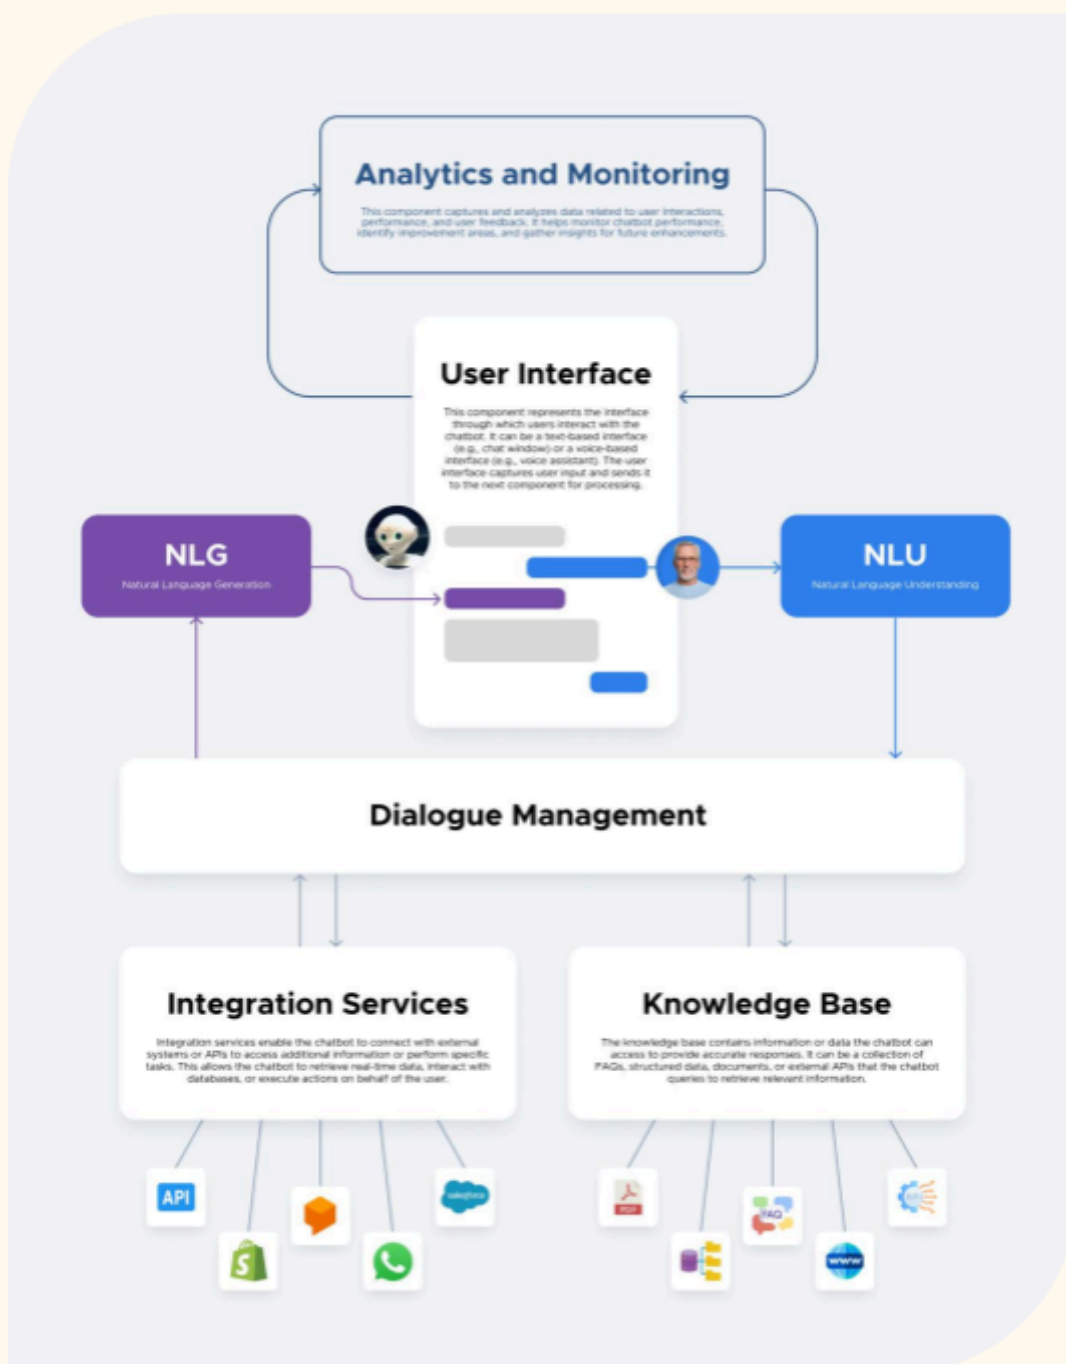 Analytics and Monitoring
This component captures and analyzes data related to user interactions,
performance, and user feedback. It helps monitor chatbot performance,
identify improvement areas, and gather insights for future enhancements.
User Interface
This component represents the interface
through which users interact with the
chatbot. It can be a text-based interface
(e.g., chat window) or a voice-based
interface (e.g., voice assistant). The user
interface captures user input and sends it
to the next component for processing.
NLG
Natural Language Generation
NLU
Natural Language Understanding
Dialogue Management
Integration Services
Integration services enable the chatbot to connect with external
systems or APIs to access additional information or perform specific
tasks. This allows the chatbot to retrieve real-time data, interact with
databases, or execute actions on behalf of the user.
Knowledge Base
The knowledge base contains information or data the chatbot can
access to provide accurate responses. It can be a collection of
FAQs, structured data, documents, or external APIs that the chatbot
queries to retrieve relevant information.
API
S
salesforce
PDF
FAQ
www